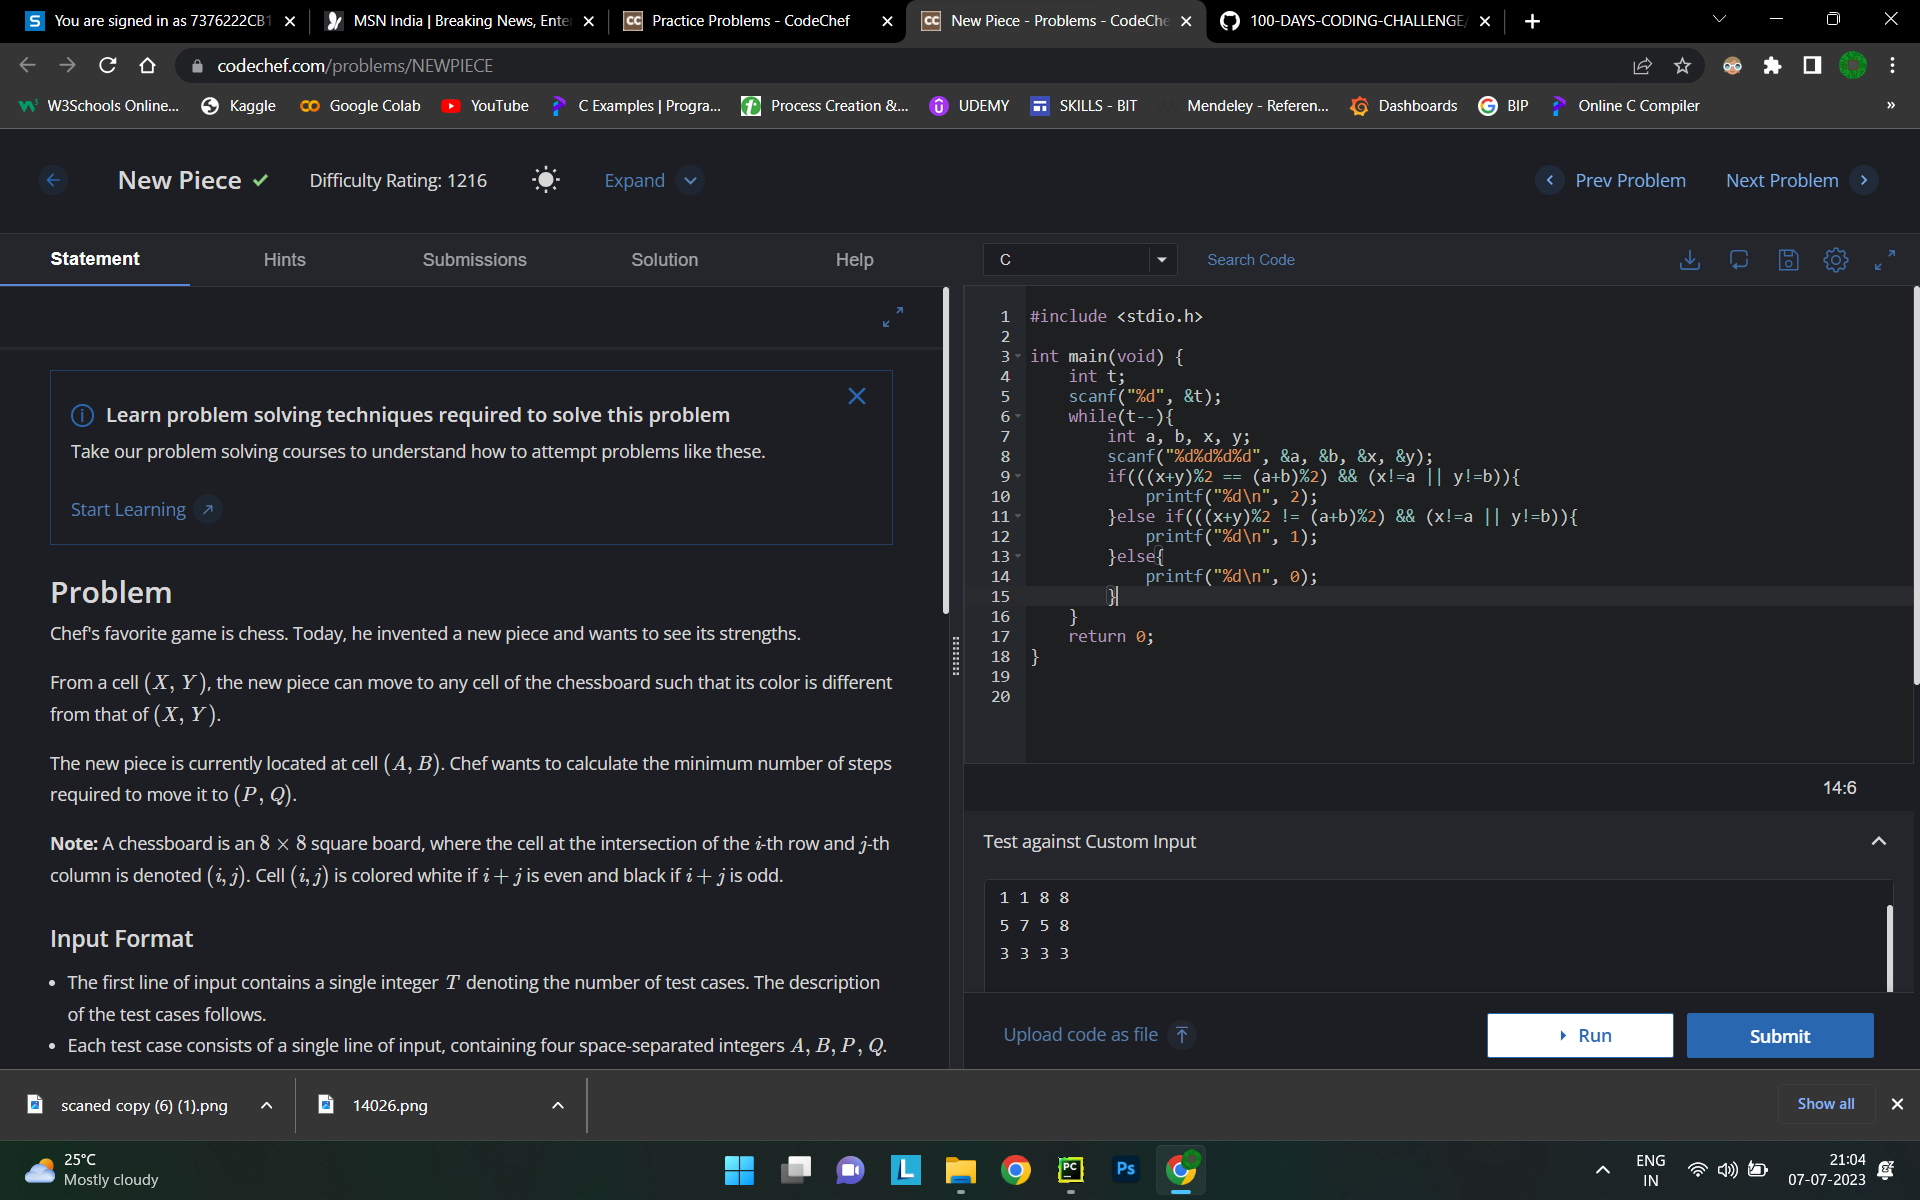 You are signed in as 7376222CB1
MSN India | Breaking News, Ente
Practice Problems - CodeChef
New Piece - Problems - CodeChe
100-DAYS-CODING-CHALLENGE/
codechef.com/problems/NEWPIECE
W3Schools Online...
Kaggle
Google Colab
YouTube
C Examples | Progra...
Process Creation &...
UDEMY
SKILLS - BIT
Mendeley - Referen...
Dashboards
BIP
Online C Compiler
»
New Piece
Difficulty Rating: 1216
Expand
Prev Problem
Next Problem
Statement
Hints
Submissions
Solution
Help
C
Search Code
Learn problem solving techniques required to solve this problem
Take our problem solving courses to understand how to attempt problems like these.
Start Learning
Problem
Chef's favorite game is chess. Today, he invented a new piece and wants to see its strengths.
From a cell (X, Y), the new piece can move to any cell of the chessboard such that its color is different
from that of (X, Y).
The new piece is currently located at cell (A, B). Chef wants to calculate the minimum number of steps
required to move it to (P, Q).
Note: A chessboard is an 8 × 8 square board, where the cell at the intersection of the i-th row and j-th
column is denoted (i, j). Cell (i, j) is colored white if i + j is even and black if i + j is odd.
Input Format
• The first line of input contains a single integer T denoting the number of test cases. The description
of the test cases follows.
• Each test case consists of a single line of input, containing four space-separated integers A, B, P, Q.
1 #include <stdio.h>
2
3 int main(void) {
4 int t;
5 scanf("%d", &t);
6 while(t--){
7 int a, b, x, y;
8 scanf("%d%d%d%d", &a, &b, &x, &y);
9 if(((x+y)%2 == (a+b)%2) && (x!=a || y!=b)){
10 printf("%d\n", 2);
11 }else if(((x+y)%2 != (a+b)%2) && (x!=a || y!=b)){
12 printf("%d\n", 1);
13 }else{
14 printf("%d\n", 0);
15 }
16 }
17 return 0;
18 }
19
20
14:6
Test against Custom Input
1 1 8 8
5 7 5 8
3 3 3 3
Upload code as file
Run
Submit
scaned copy (6) (1).png
14026.png
Show all
25°C
Mostly cloudy
ENG
IN
21:04
07-07-2023